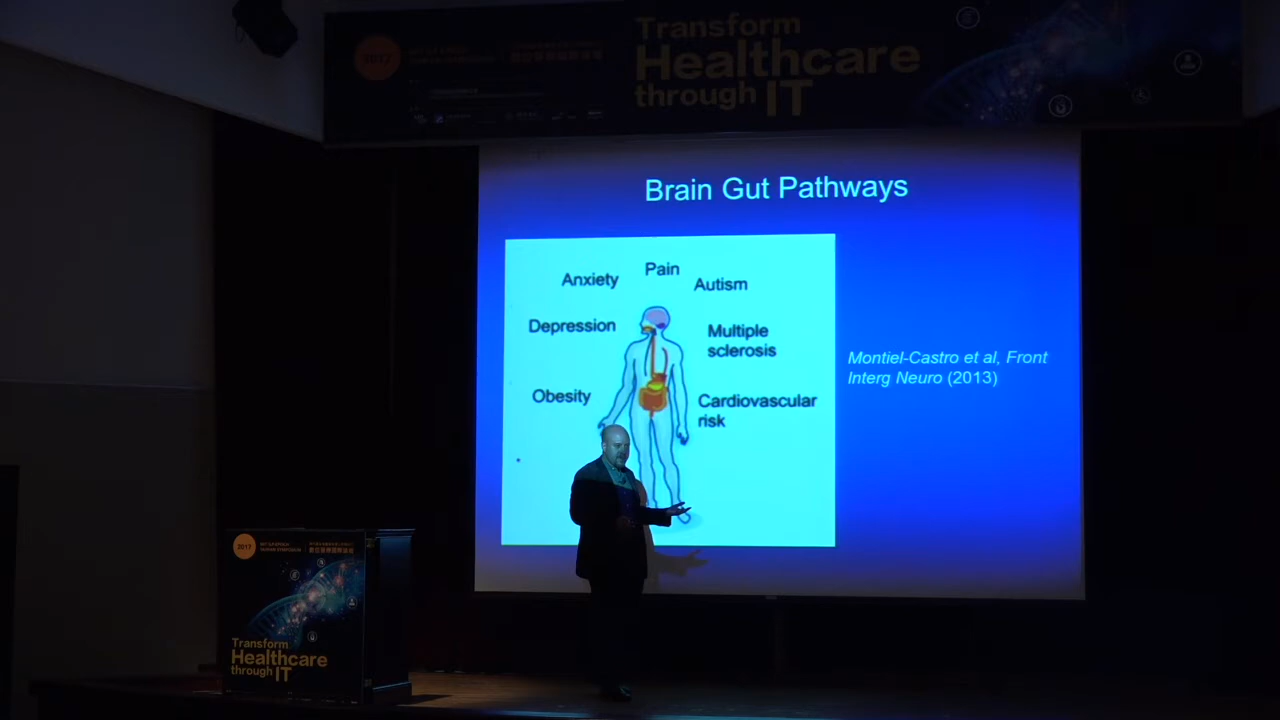 2017
Transform
Healthcare
through IT
Brain Gut Pathways
Pain
Anxiety
Autism
Depression
Multiple
sclerosis
Obesity
Cardiovascular
risk
Montiel-Castro et al, Front
Interg Neuro (2013)
2017
Transform
Healthcare
through IT